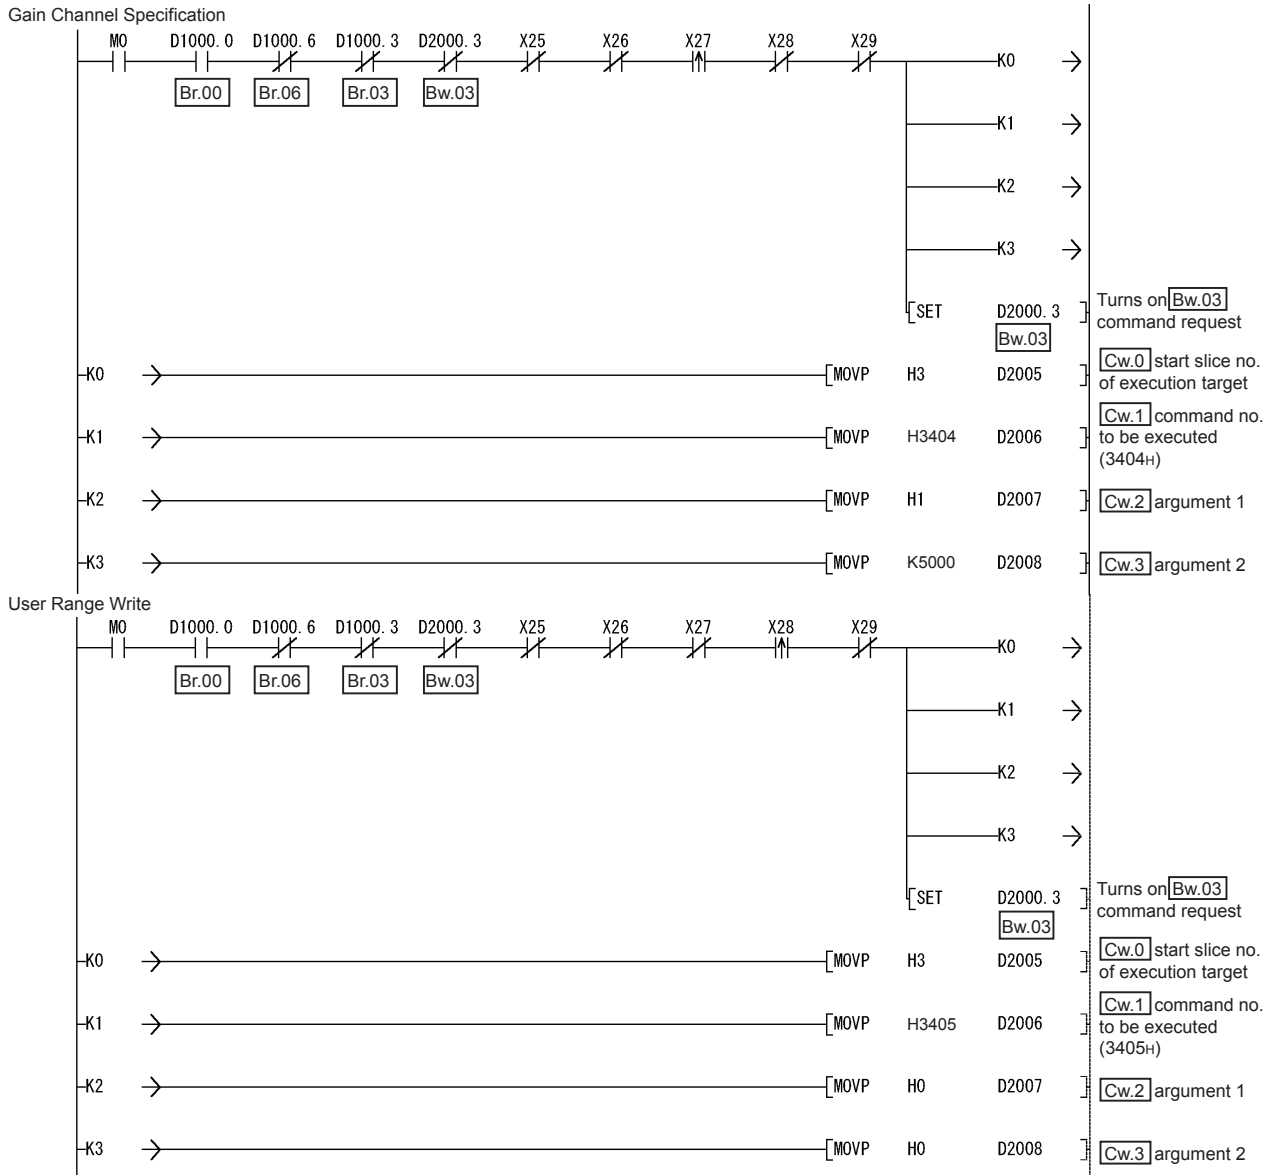 Gain Channel Specification
M0 D1000.0 D1000.6 D1000.3 D2000.3 X25 X26 X27 X28 X29
K0
Br.00 Br.06 Br.03 Bw.03
K1
K2
K3
[SET D2000.3 ] Turns on Bw.03
command request
Bw.03
K0 [MOVP H3 D2005 ] Cw.0 start slice no.
of execution target
K1 [MOVP H3404 D2006 ] Cw.1 command no.
to be executed
(3404H)
K2 [MOVP H1 D2007 ] Cw.2 argument 1
K3 [MOVP K5000 D2008 ] Cw.3 argument 2
User Range Write
M0 D1000.0 D1000.6 D1000.3 D2000.3 X25 X26 X27 X28 X29
K0
Br.00 Br.06 Br.03 Bw.03
K1
K2
K3
[SET D2000.3 ] Turns on Bw.03
command request
Bw.03
K0 [MOVP H3 D2005 ] Cw.0 start slice no.
of execution target
K1 [MOVP H3405 D2006 ] Cw.1 command no.
to be executed
(3405H)
K2 [MOVP H0 D2007 ] Cw.2 argument 1
K3 [MOVP H0 D2008 ] Cw.3 argument 2